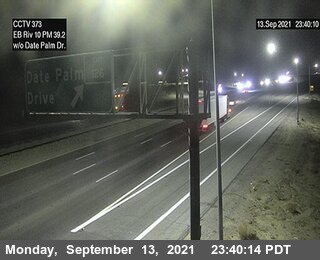 CCTV 373
EB Riv 10 PM 39.2
w/o Date Palm Dr.
13.Sep 2021 23:40:10
Date Palm
Drive
Monday, September 13, 2021 23:40:14 PDT